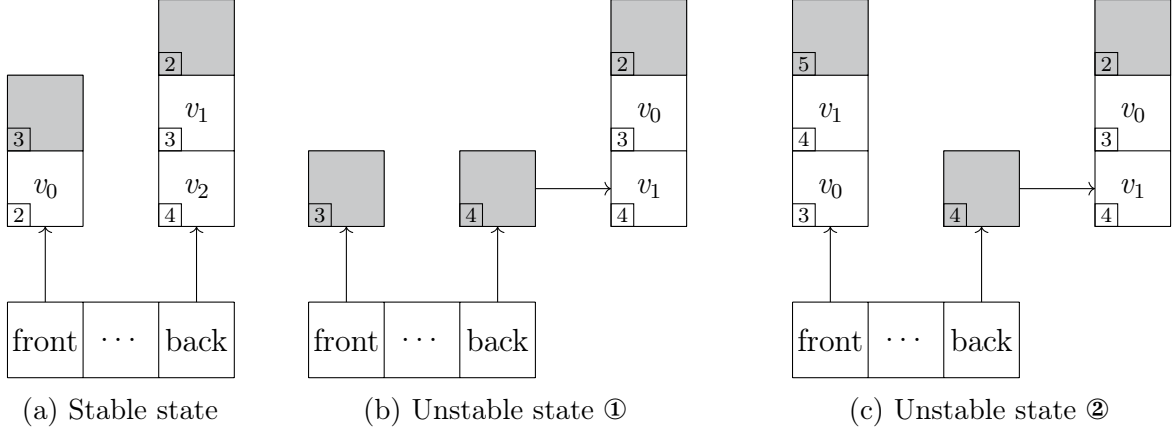 2 2 5 2
3 v₁ 3 v₀ v₁ 4 v₀ 3
v₀ 2 v₂ 4 3 4 v₁ 4 v₀ 3 4 v₁ 4
front ··· back front ··· back front ··· back
(a) Stable state (b) Unstable state ① (c) Unstable state ②